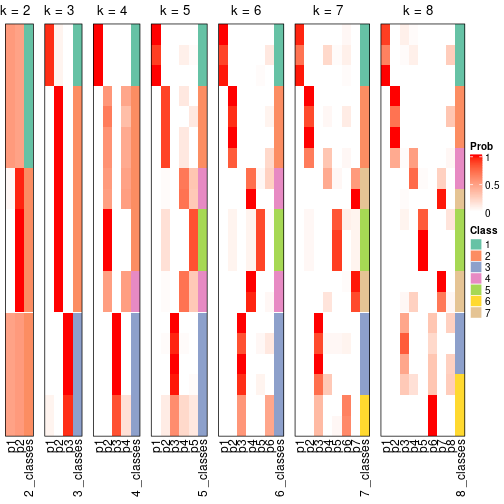 k = 2 k = 3 k = 4 k = 5 k = 6 k = 7 k = 8
Prob
1
0.5
0
Class
1
2
3
4
5
6
7
p1 p2 2_classes
p1 p2 p3 3_classes
p1 p2 p3 p4 4_classes
p1 p2 p3 p4 p5 5_classes
p1 p2 p3 p4 p5 p6 6_classes
p1 p2 p3 p4 p5 p6 p7 7_classes
p1 p2 p3 p4 p5 p6 p7 p8 8_classes